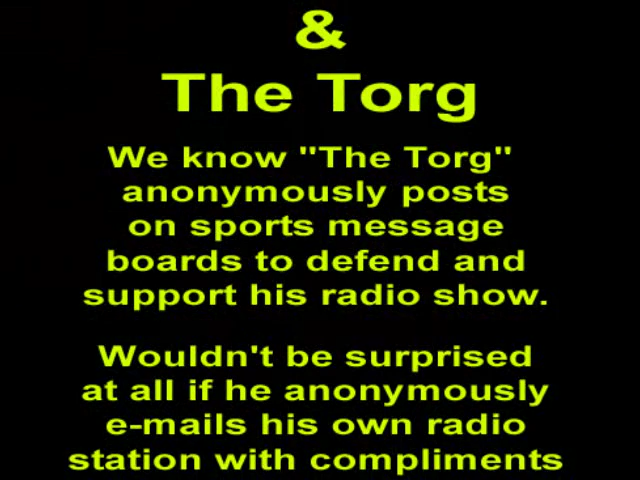 &
The Torg
We know "The Torg"
anonymously posts
on sports message
boards to defend and
support his radio show.
Wouldn't be surprised
at all if he anonymously
e-mails his own radio
station with compliments